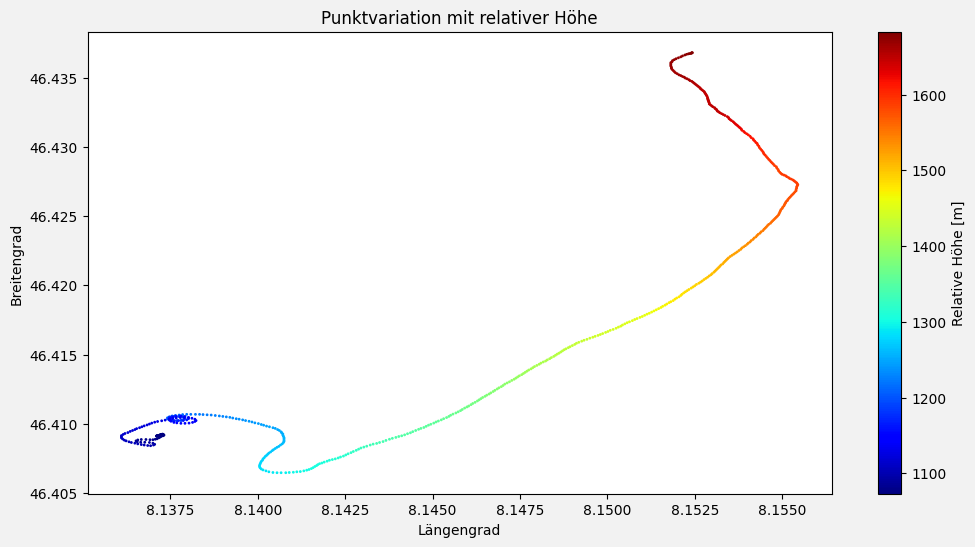 Punktvariation mit relativer Höhe
46.435
46.430
46.425
46.420
46.415
46.410
46.405
Breitengrad
8.1375 8.1400 8.1425 8.1450 8.1475 8.1500 8.1525 8.1550
Längengrad
1600
1500
1400
1300
1200
1100
Relative Höhe [m]